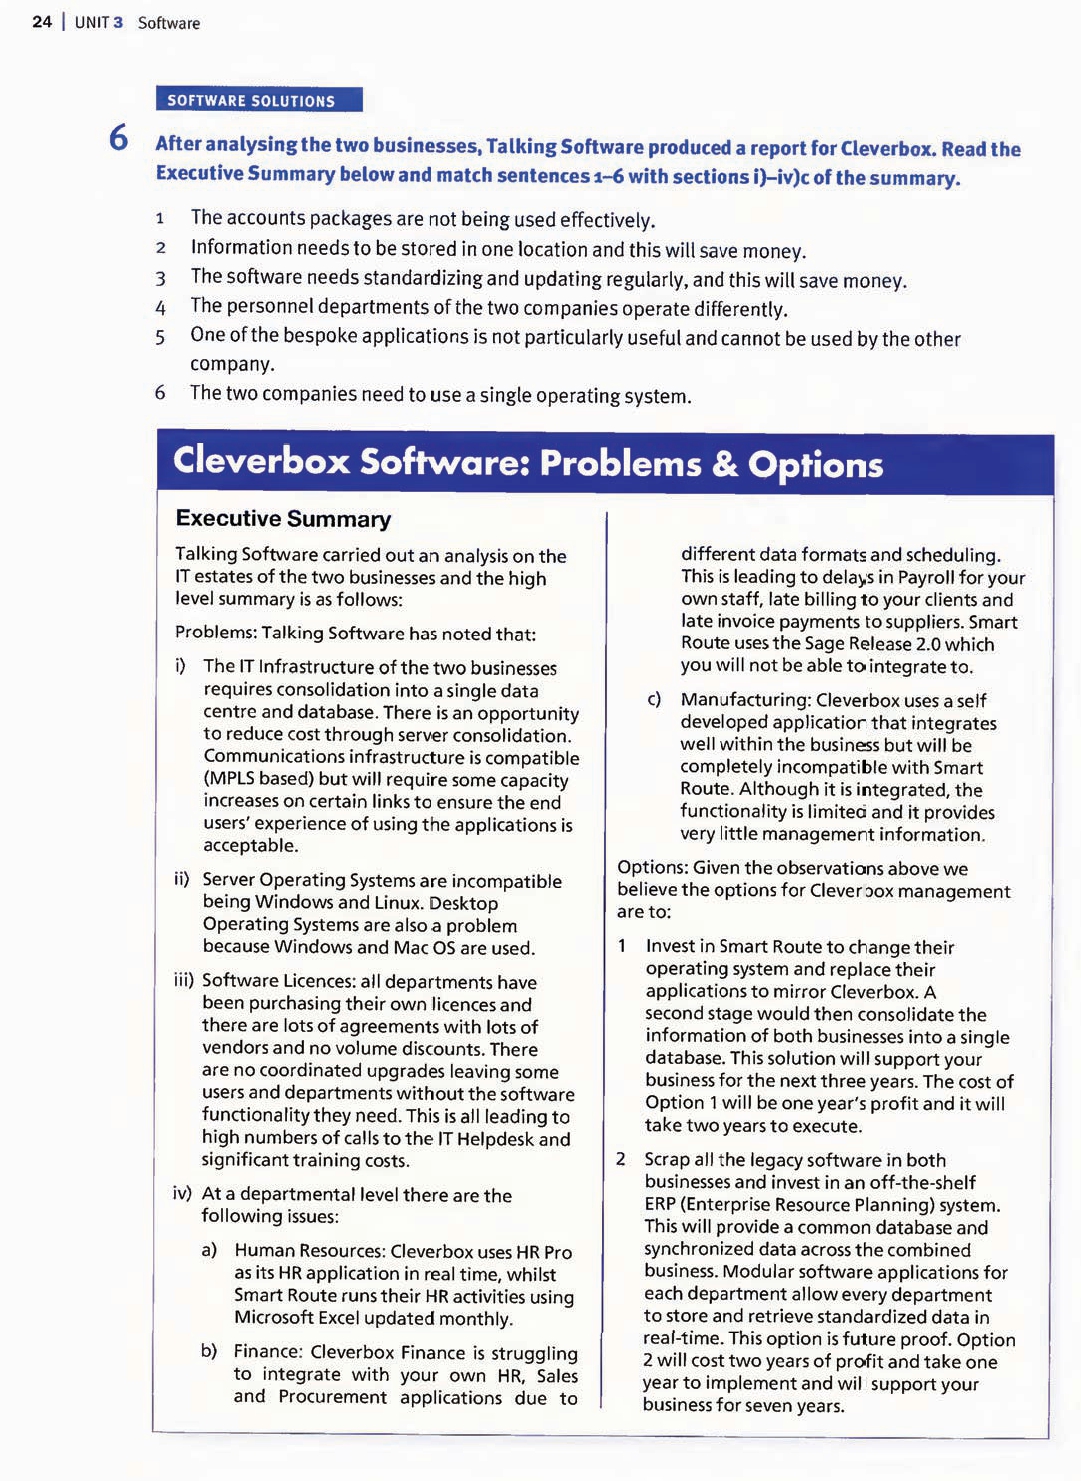 24 | UNIT 3 Software
SOFTWARE SOLUTIONS
6 After analysing the two businesses, Talking Software produced a report for Cleverbox. Read the
Executive Summary below and match sentences 1–6 with sections i)–iv)c of the summary.
1 The accounts packages are not being used effectively.
2 Information needs to be stored in one location and this will save money.
3 The software needs standardizing and updating regularly, and this will save money.
4 The personnel departments of the two companies operate differently.
5 One of the bespoke applications is not particularly useful and cannot be used by the other
company.
6 The two companies need to use a single operating system.
Cleverbox Software: Problems & Options
Executive Summary
Talking Software carried out an analysis on the
IT estates of the two businesses and the high
level summary is as follows:
Problems: Talking Software has noted that:
i) The IT Infrastructure of the two businesses
requires consolidation into a single data
centre and database. There is an opportunity
to reduce cost through server consolidation.
Communications infrastructure is compatible
(MPLS based) but will require some capacity
increases on certain links to ensure the end
users' experience of using the applications is
acceptable.
ii) Server Operating Systems are incompatible
being Windows and Linux. Desktop
Operating Systems are also a problem
because Windows and Mac OS are used.
iii) Software Licences: all departments have
been purchasing their own licences and
there are lots of agreements with lots of
vendors and no volume discounts. There
are no coordinated upgrades leaving some
users and departments without the software
functionality they need. This is all leading to
high numbers of calls to the IT Helpdesk and
significant training costs.
iv) At a departmental level there are the
following issues:
a) Human Resources: Cleverbox uses HR Pro
as its HR application in real time, whilst
Smart Route runs their HR activities using
Microsoft Excel updated monthly.
b) Finance: Cleverbox Finance is struggling
to integrate with your own HR, Sales
and Procurement applications due to
different data formats and scheduling.
This is leading to delays in Payroll for your
own staff, late billing to your clients and
late invoice payments to suppliers. Smart
Route uses the Sage Release 2.0 which
you will not be able to integrate to.
c) Manufacturing: Cleverbox uses a self
developed application that integrates
well within the business but will be
completely incompatible with Smart
Route. Although it is integrated, the
functionality is limited and it provides
very little management information.
Options: Given the observations above we
believe the options for Cleverbox management
are to:
1 Invest in Smart Route to change their
operating system and replace their
applications to mirror Cleverbox. A
second stage would then consolidate the
information of both businesses into a single
database. This solution will support your
business for the next three years. The cost of
Option 1 will be one year's profit and it will
take two years to execute.
2 Scrap all the legacy software in both
businesses and invest in an off-the-shelf
ERP (Enterprise Resource Planning) system.
This will provide a common database and
synchronized data across the combined
business. Modular software applications for
each department allow every department
to store and retrieve standardized data in
real-time. This option is future proof. Option
2 will cost two years of profit and take one
year to implement and will support your
business for seven years.